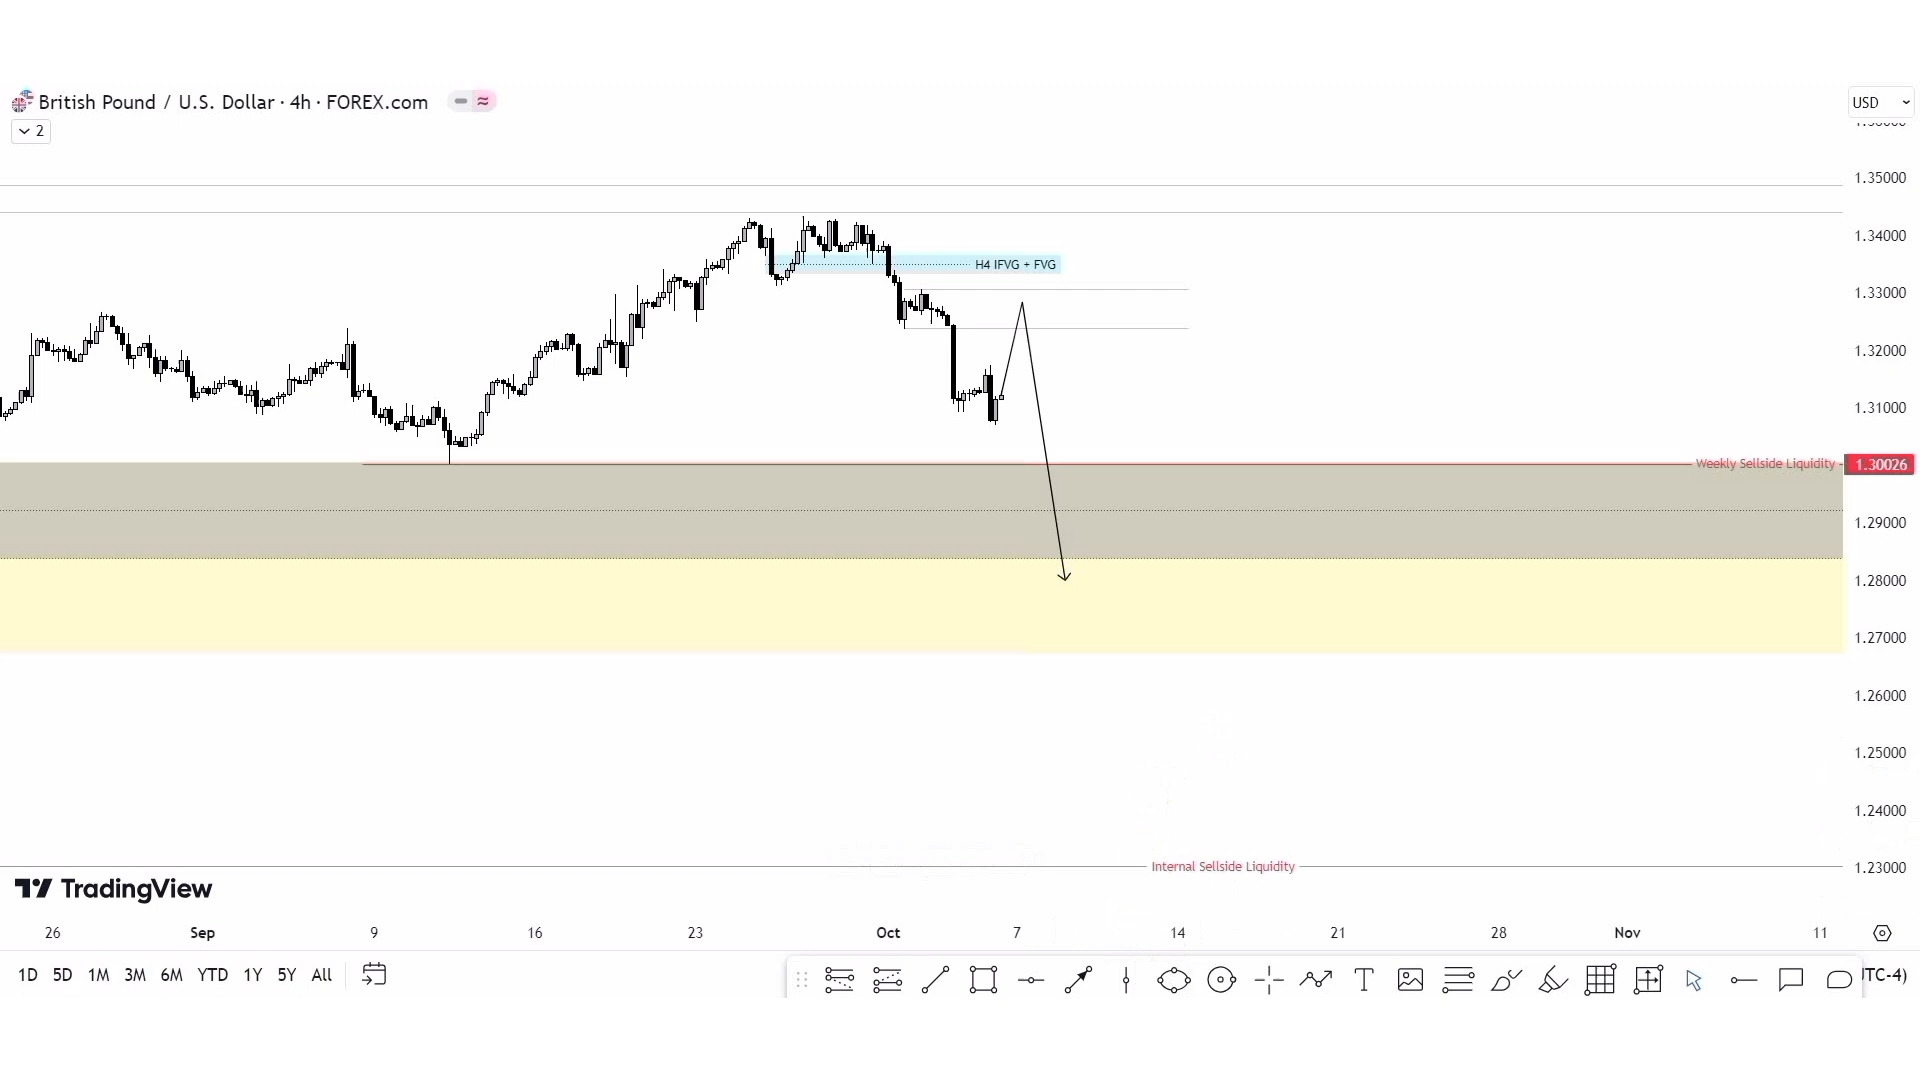 British Pound / U.S. Dollar · 4h · FOREX.com
USD
2
1.35000
1.34000
H4 IFVG + FVG
1.33000
1.32000
1.31000
Weekly Sellside Liquidity
1.30026
1.29000
1.28000
1.27000
1.26000
1.25000
1.24000
Internal Sellside Liquidity
1.23000
TradingView
26 Sep 9 16 23 Oct 7 14 21 28 Nov 11
1D 5D 1M 3M 6M YTD 1Y 5Y All
TC-4)